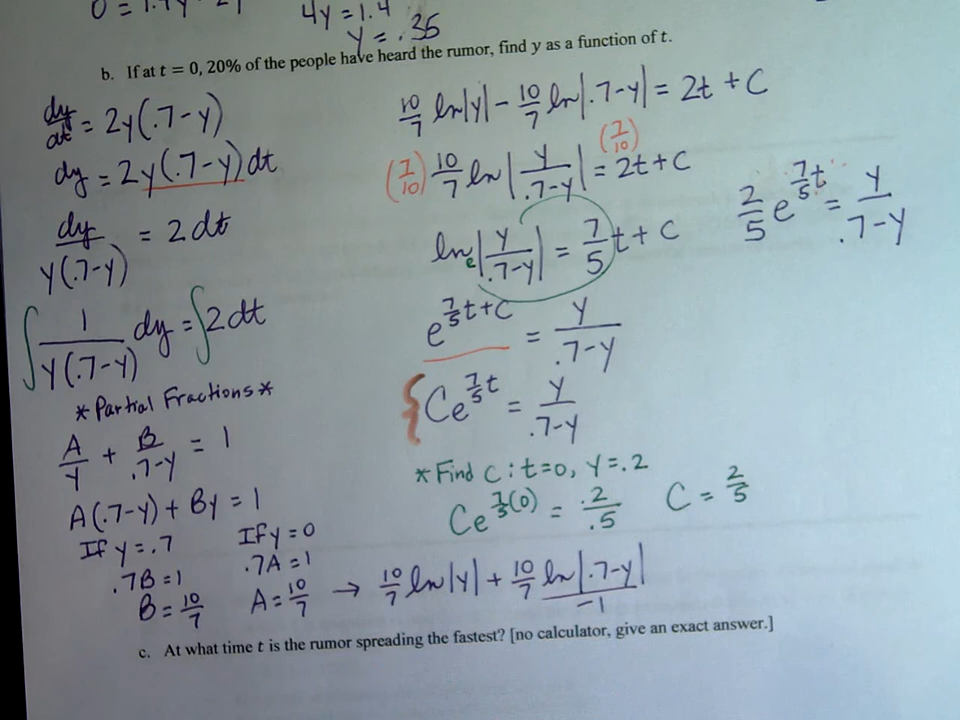 4y = 1.4
y = .35
b. If at t = 0, 20% of the people have heard the rumor, find y as a function of t.
dy/dt = 2y(.7-y)
dy = 2y(.7-y)dt
dy/y(.7-y) = 2dt
∫ 1/y(.7-y) dy = ∫2dt
*Partial Fractions*
A/y + B/.7-y = 1
A(.7-y) + By = 1
If y = .7
.7B = 1
B = 10/7
If y = 0
.7A = 1
A = 10/7 → 10/7 ln|y| + 10/7 ln|.7-y|/-1
10/7 ln|y| - 10/7 ln|.7-y| = 2t + C
(7/10) 10/7 ln|y/.7-y| = 2t + C (7/10)
ln_e|y/.7-y| = 7/5 t + C
e^(7/5 t + C) = y/.7-y
{Ce^(7/5 t) = y/.7-y
*Find C: t=0, y=.2
Ce^(7/5(0)) = .2/.5 C = 2/5
2/5 e^(7/5 t) = y/.7-y
c. At what time t is the rumor spreading the fastest? [no calculator, give an exact answer.]